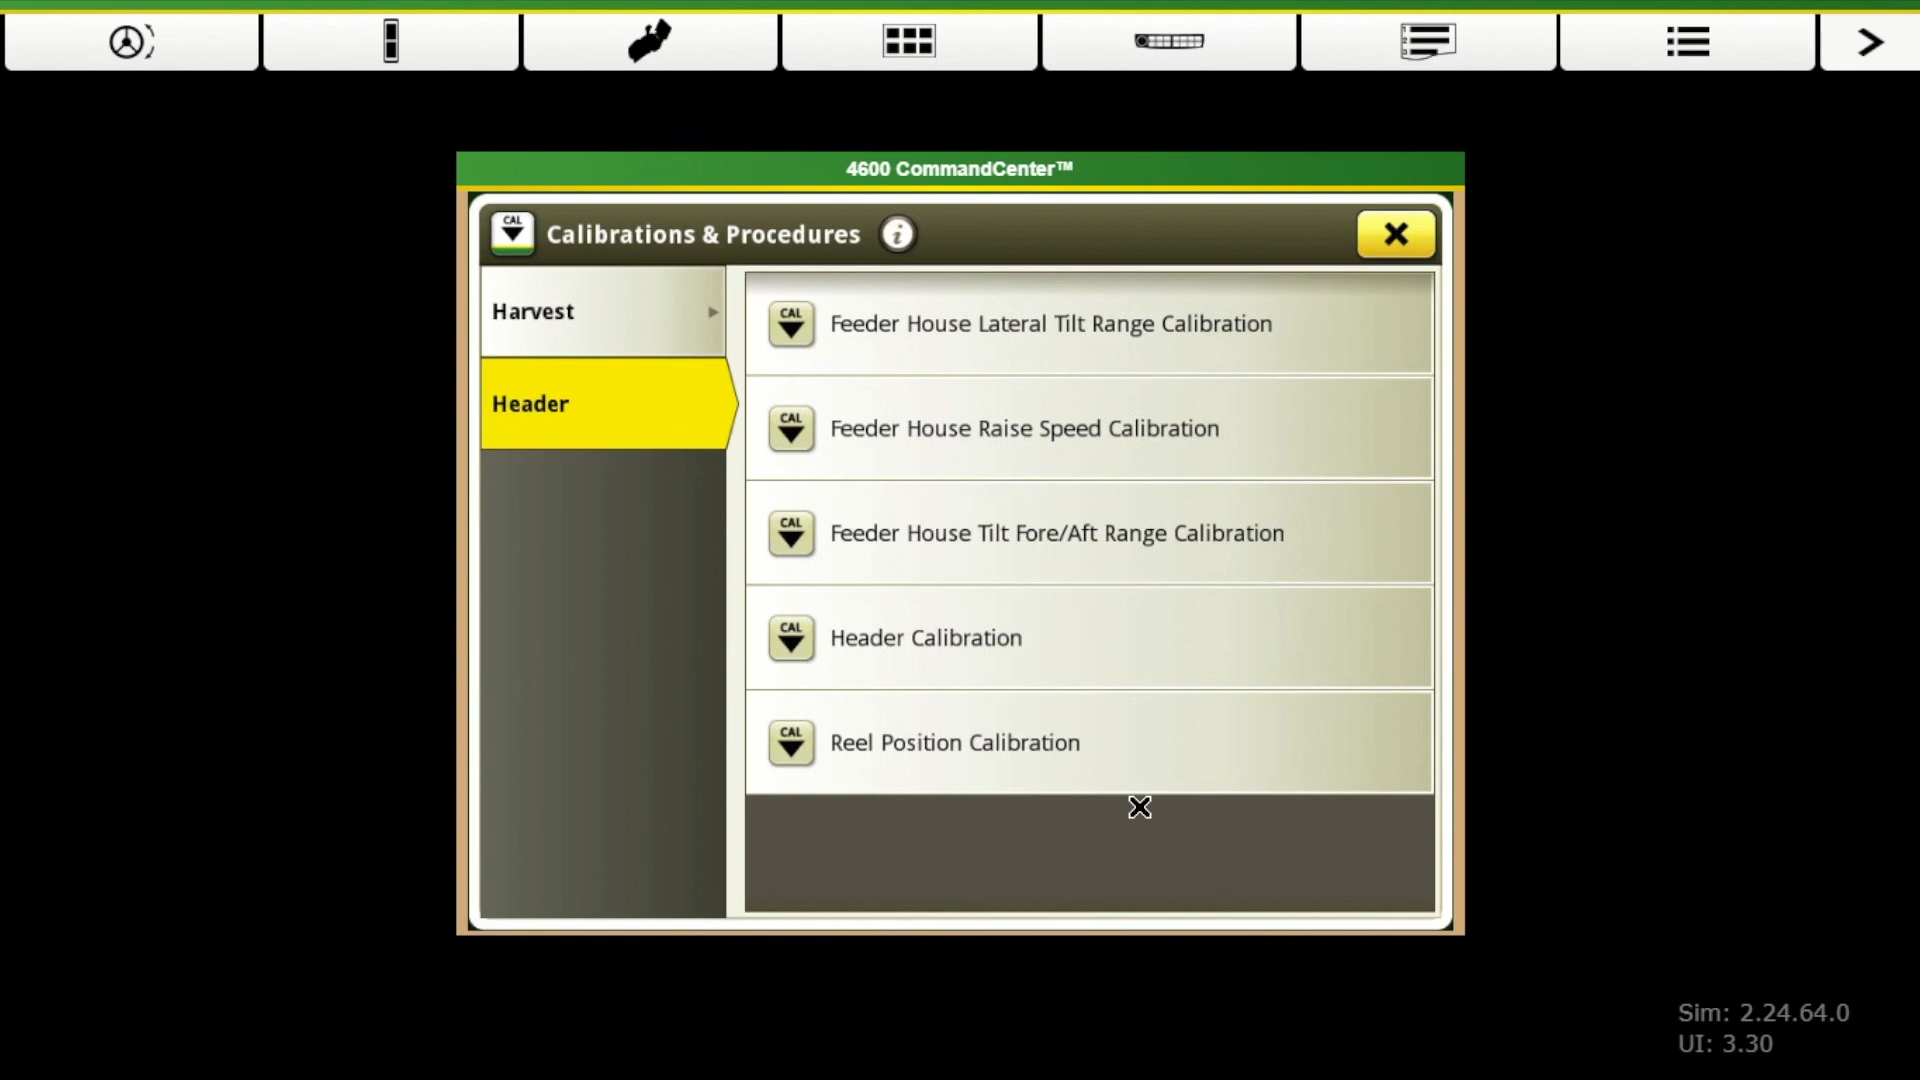 4600 CommandCenter™
CAL
Calibrations & Procedures
i
Harvest
Header
CAL
Feeder House Lateral Tilt Range Calibration
CAL
Feeder House Raise Speed Calibration
CAL
Feeder House Tilt Fore/Aft Range Calibration
CAL
Header Calibration
CAL
Reel Position Calibration
Sim: 2.24.64.0
UI: 3.30